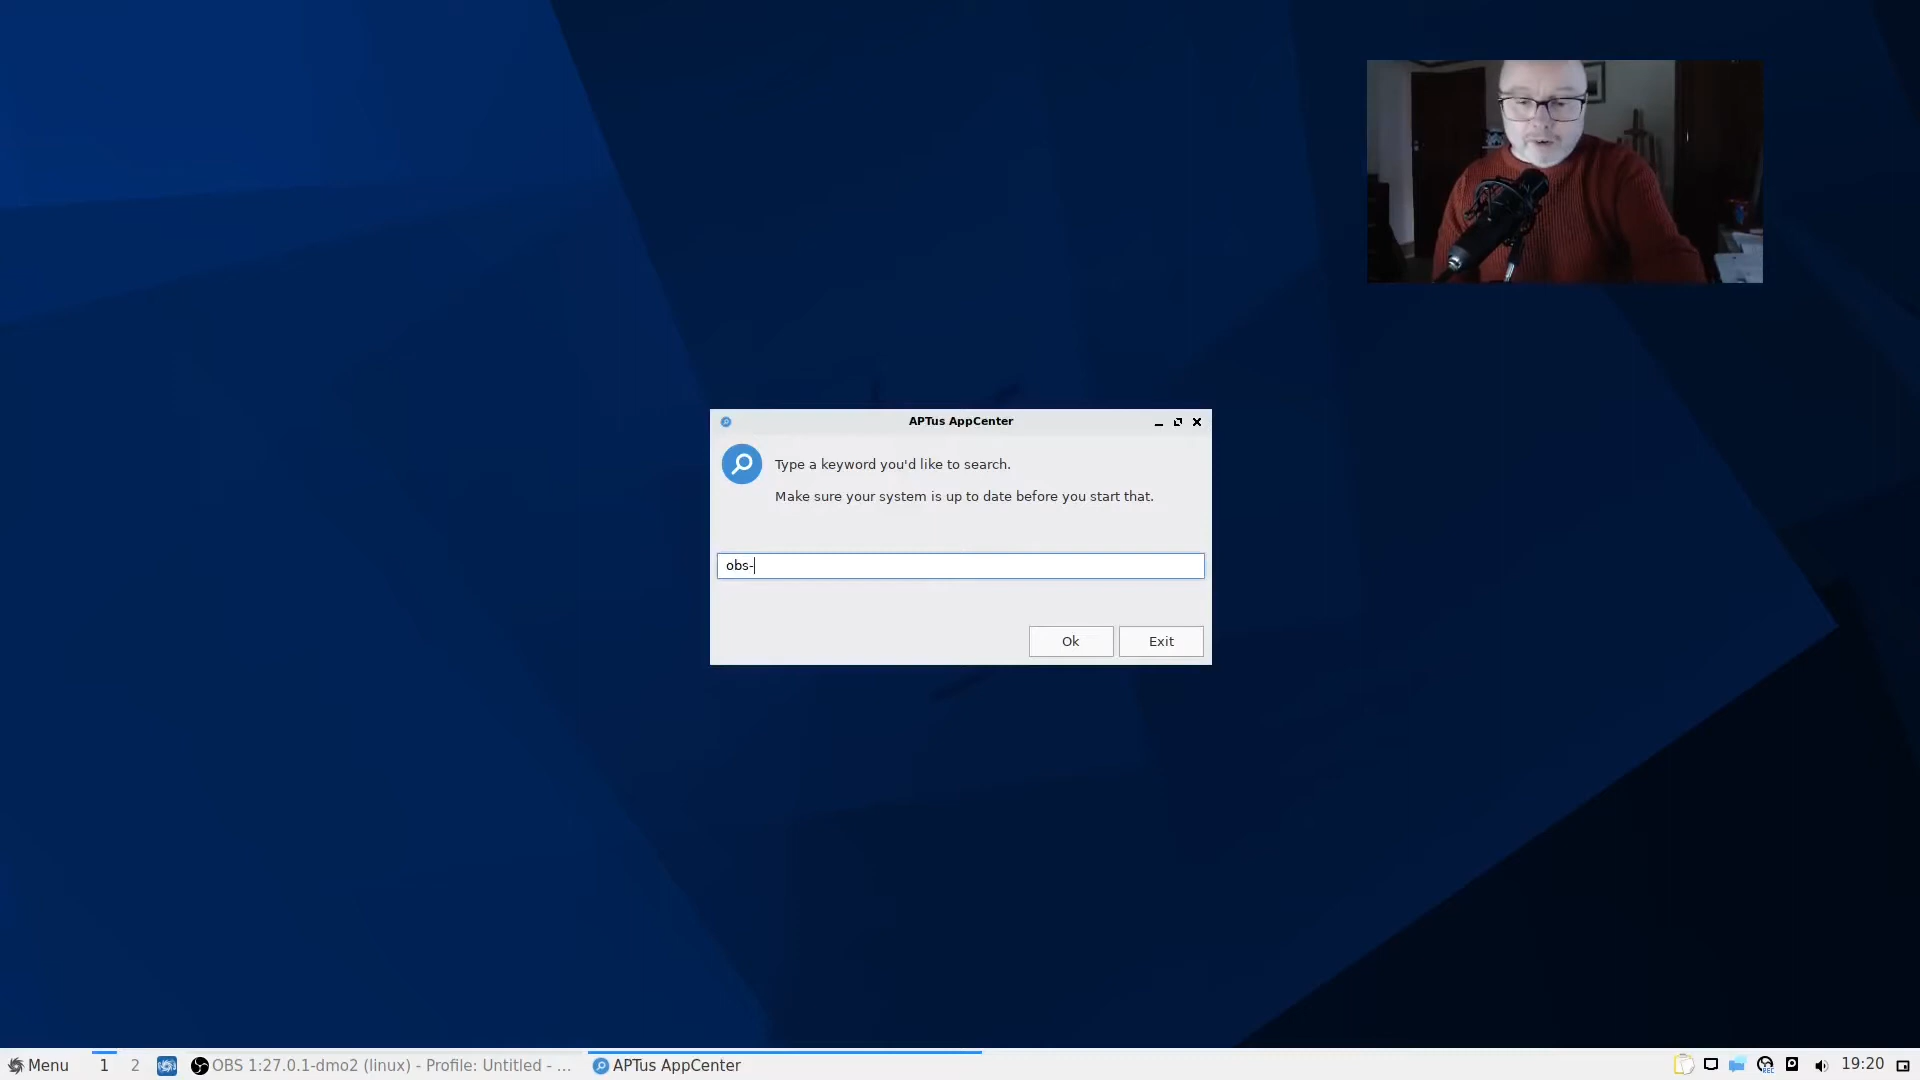 APTus AppCenter
Type a keyword you'd like to search.
Make sure your system is up to date before you start that.
obs-
Ok
Exit
Menu
1
2
OBS 1:27.0.1-dmo2 (linux) - Profile: Untitled - ...
APTus AppCenter
REC
19:20